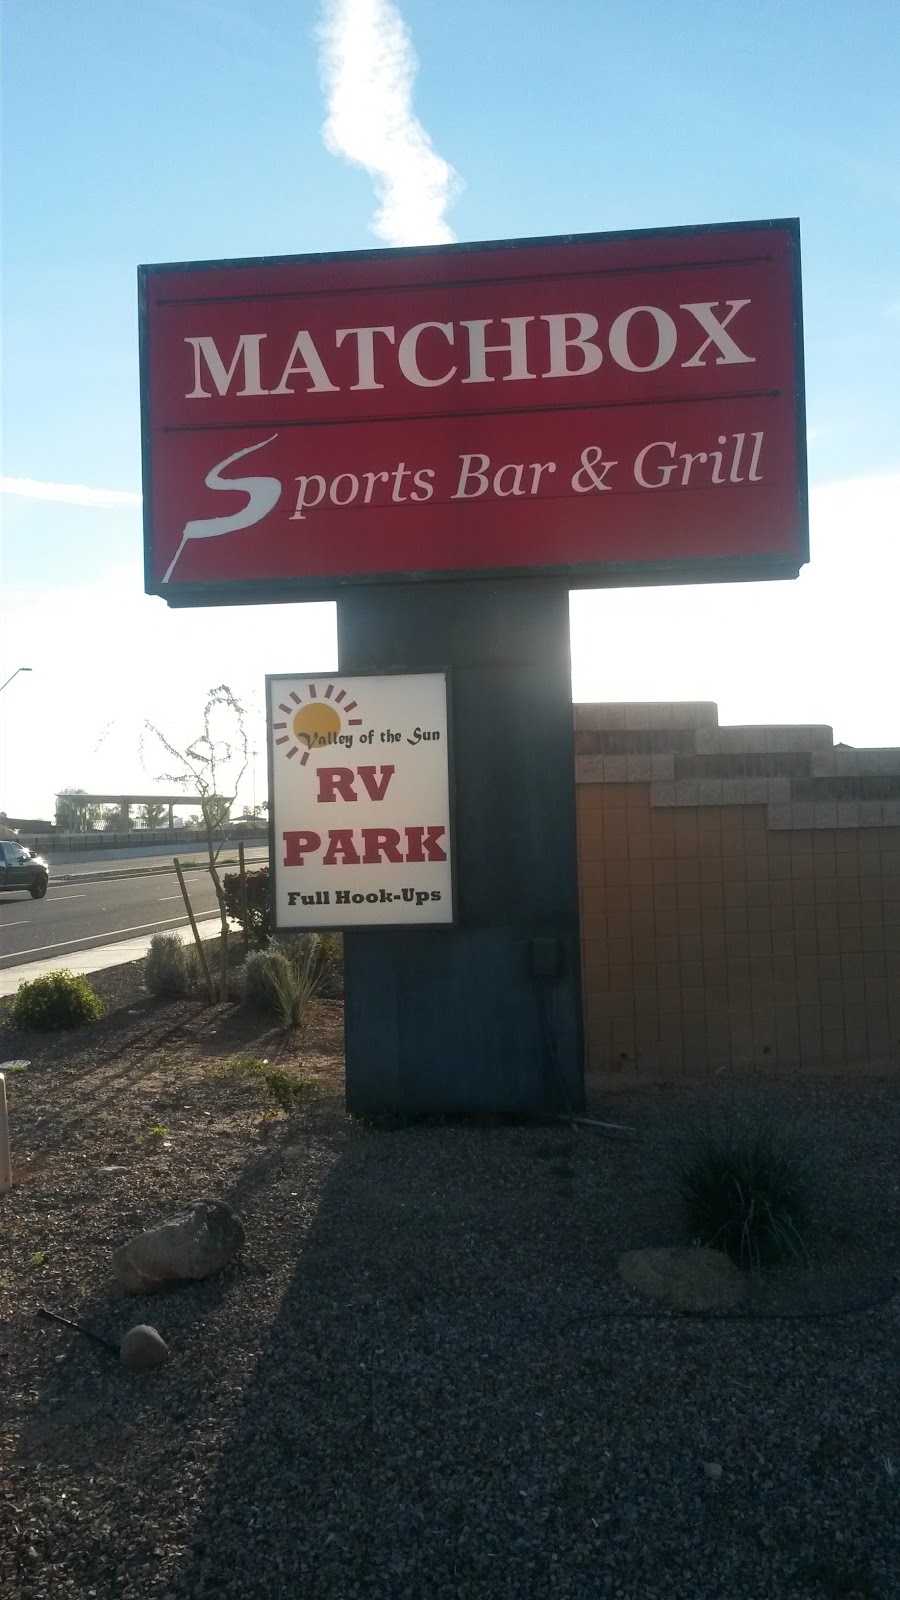 MATCHBOX
Sports Bar & Grill
Valley of the Sun
RV
PARK
Full Hook-Ups